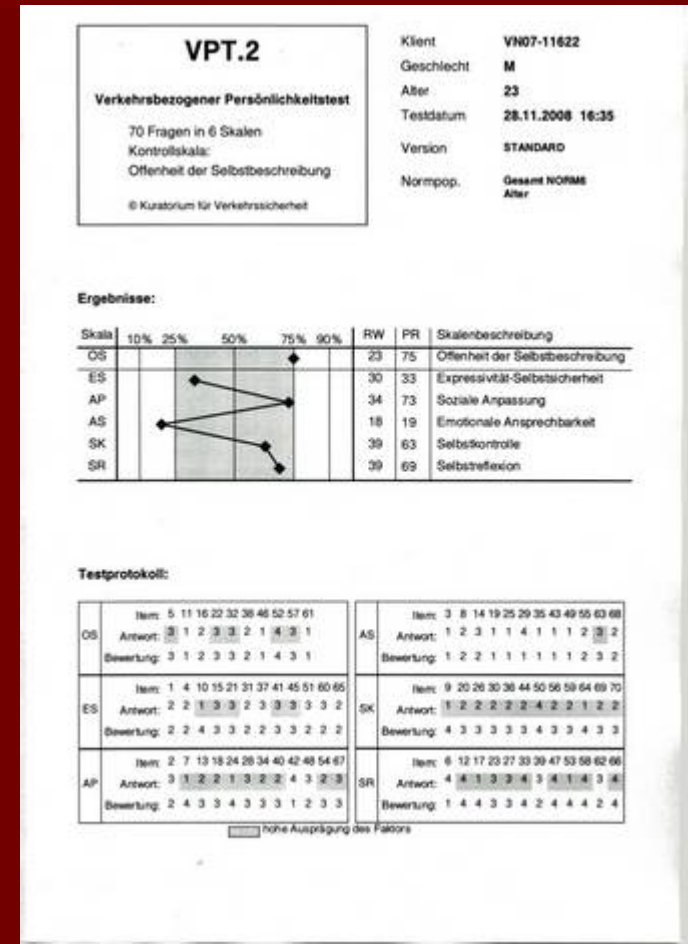 VPT.2
Verkehrsbezogener Persönlichkeitstest
70 Fragen in 6 Skalen
Kontrollskala:
Offenheit der Selbstbeschreibung
© Kuratorium für Verkehrssicherheit
Klient VN07-11622
Geschlecht M
Alter 23
Testdatum 28.11.2008 16:35
Version STANDARD
Normpop. Gesamt NORM6
Alter
Ergebnisse:
Skala 10% 25% 50% 75% 90% RW PR Skalenbeschreibung
OS 23 75 Offenheit der Selbstbeschreibung
ES 30 33 Expressivität-Selbstsicherheit
AP 34 73 Soziale Anpassung
AS 18 19 Emotionale Ansprechbarkeit
SK 39 63 Selbstkontrolle
SR 39 69 Selbstreflexion
Testprotokoll:
Item: 5 11 16 22 32 38 46 52 57 61
OS Antwort: 3 1 2 3 3 2 1 4 3 1
Bewertung: 3 1 2 3 3 2 1 4 3 1
Item: 3 8 14 19 25 29 35 43 49 55 63 68
AS Antwort: 1 2 3 1 1 4 1 1 1 2 3 2
Bewertung: 1 2 2 1 1 1 1 1 1 2 3 2
Item: 1 4 10 15 21 31 37 41 45 51 60 65
ES Antwort: 2 2 1 3 3 2 3 3 3 3 3 2
Bewertung: 2 2 4 3 3 2 2 3 3 2 2 2
Item: 9 20 26 30 36 44 50 56 59 64 69 70
SK Antwort: 1 2 2 2 2 2 4 2 2 1 2 2
Bewertung: 4 3 3 3 3 3 4 3 3 4 3 3
Item: 2 7 13 18 24 28 34 40 42 48 54 67
AP Antwort: 3 1 2 2 1 3 2 2 4 3 2 3
Bewertung: 2 4 3 3 4 3 3 3 1 2 3 3
Item: 6 12 17 23 27 33 39 47 53 58 62 66
SR Antwort: 4 4 1 3 3 4 3 4 1 4 3 4
Bewertung: 1 4 4 3 3 4 2 4 4 4 2 4
hohe Ausprägung des Faktors